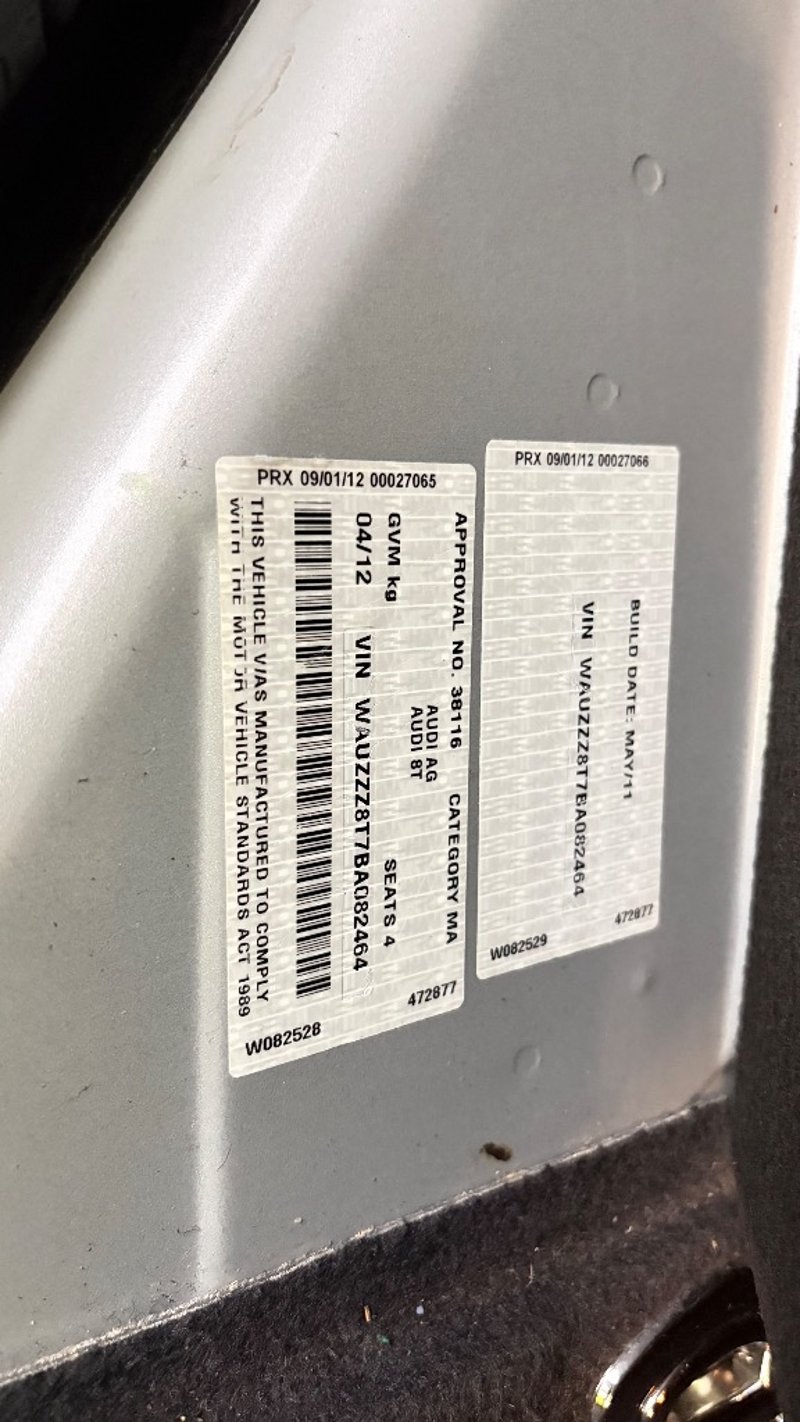 PRX 09/01/12 00027065
APPROVAL NO. 38116 CATEGORY MA
AUDI AG
AUDI 8T
GVM kg SEATS 4
04/12 VIN WAUZZZ8T7BA082464
THIS VEHICLE WAS MANUFACTURED TO COMPLY
WITH THE MOTOR VEHICLE STANDARDS ACT 1989
472877
W082528
PRX 09/01/12 00027066
BUILD DATE: MAY/11
VIN WAUZZZ8T7BA082464
472877
W082529